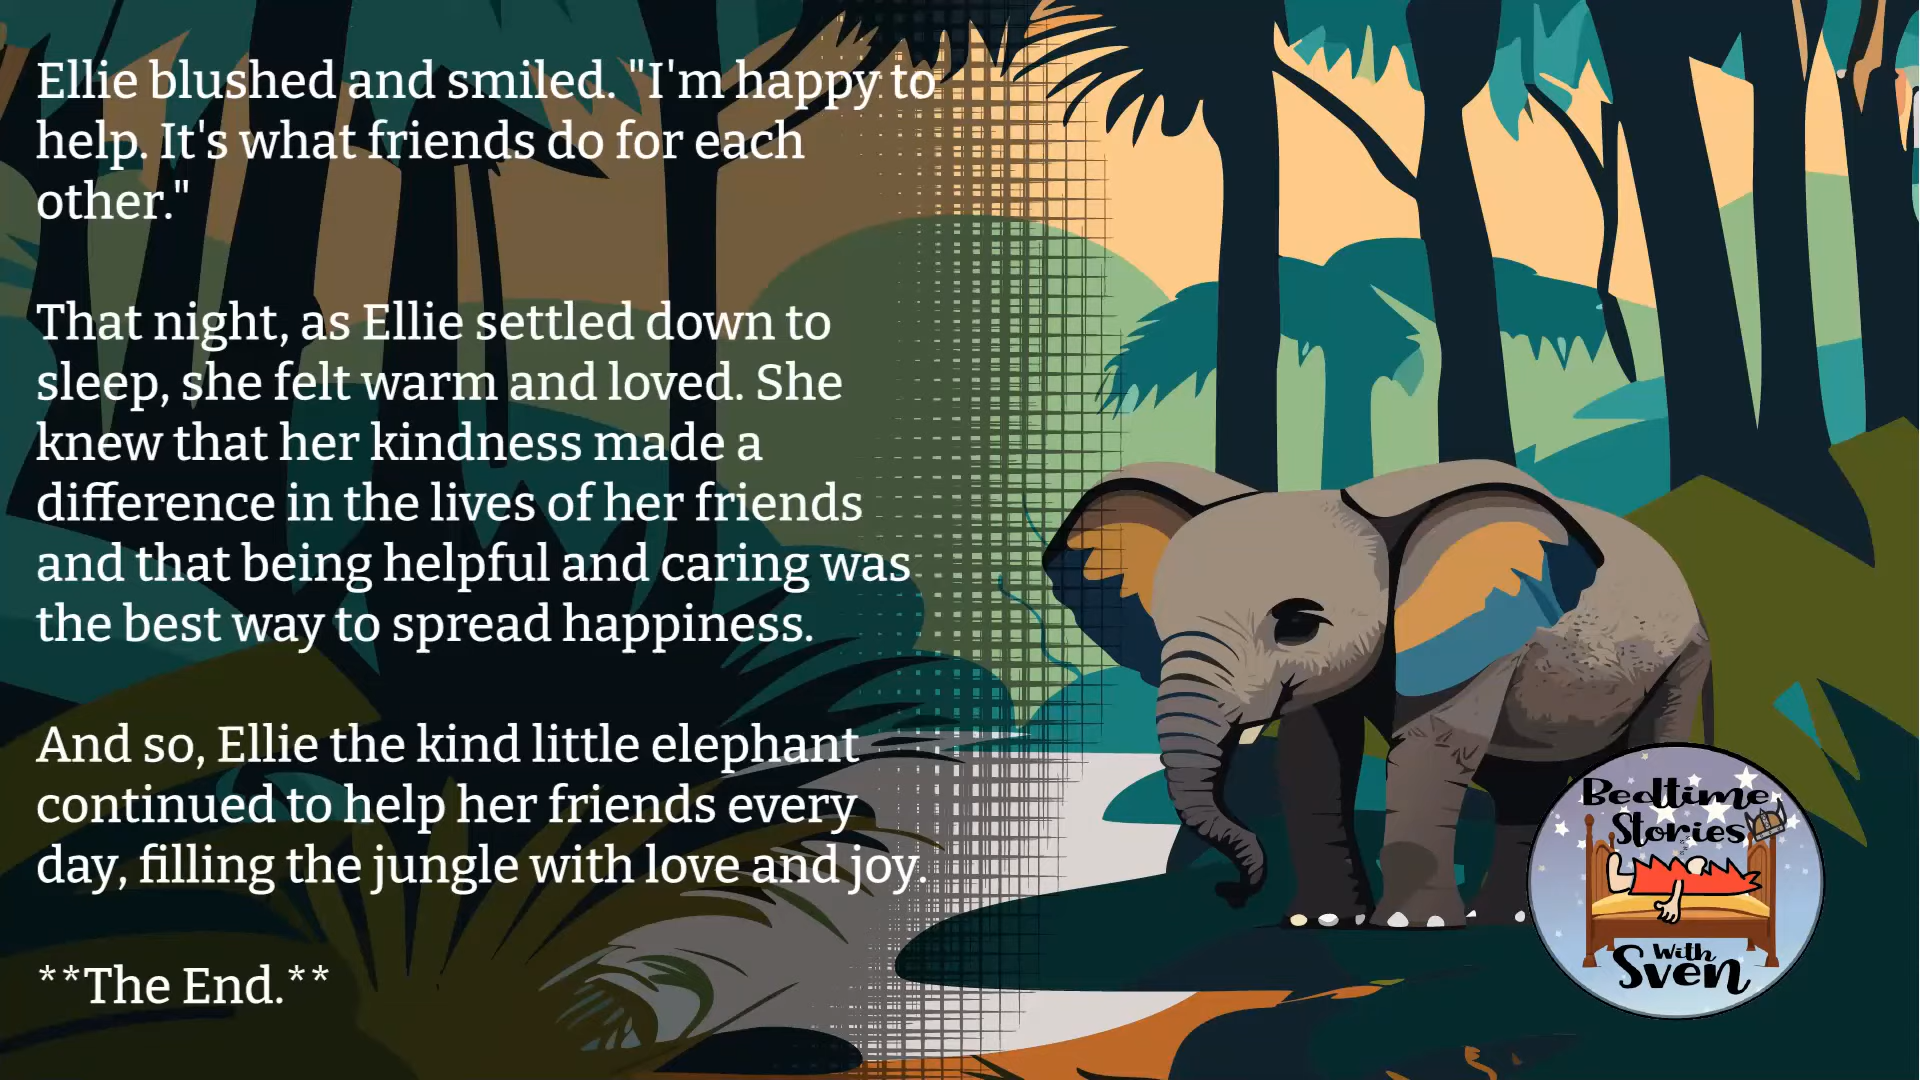 Ellie blushed and smiled. "I'm happy to
help. It's what friends do for each
other."
That night, as Ellie settled down to
sleep, she felt warm and loved. She
knew that her kindness made a
difference in the lives of her friends
and that being helpful and caring was
the best way to spread happiness.
And so, Ellie the kind little elephant
continued to help her friends every
day, filling the jungle with love and joy.
**The End.**
Bedtime
Stories
With
Sven